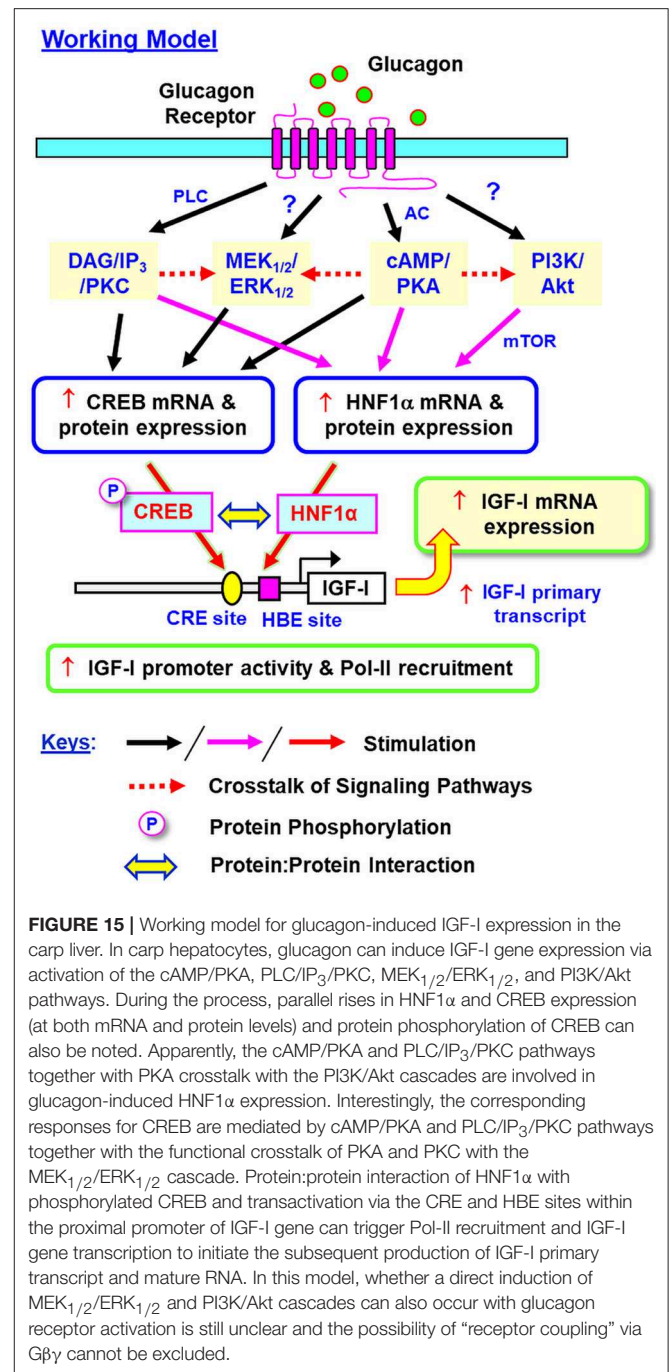 Working Model
Glucagon
Glucagon
Receptor
PLC
?
AC
?
DAG/IP3
/PKC
MEK1/2/
ERK1/2
cAMP/
PKA
PI3K/
Akt
mTOR
↑ CREB mRNA &
protein expression
↑ HNF1α mRNA &
protein expression
P
CREB
HNF1α
↑ IGF-I mRNA
expression
IGF-I
CRE site
HBE site
↑ IGF-I primary
transcript
↑ IGF-I promoter activity & Pol-II recruitment
Keys:
/ / Stimulation
Crosstalk of Signaling Pathways
P Protein Phosphorylation
Protein:Protein Interaction
FIGURE 15 | Working model for glucagon-induced IGF-I expression in the
carp liver. In carp hepatocytes, glucagon can induce IGF-I gene expression via
activation of the cAMP/PKA, PLC/IP3/PKC, MEK1/2/ERK1/2, and PI3K/Akt
pathways. During the process, parallel rises in HNF1α and CREB expression
(at both mRNA and protein levels) and protein phosphorylation of CREB can
also be noted. Apparently, the cAMP/PKA and PLC/IP3/PKC pathways
together with PKA crosstalk with the PI3K/Akt cascades are involved in
glucagon-induced HNF1α expression. Interestingly, the corresponding
responses for CREB are mediated by cAMP/PKA and PLC/IP3/PKC pathways
together with the functional crosstalk of PKA and PKC with the
MEK1/2/ERK1/2 cascade. Protein:protein interaction of HNF1α with
phosphorylated CREB and transactivation via the CRE and HBE sites within
the proximal promoter of IGF-I gene can trigger Pol-II recruitment and IGF-I
gene transcription to initiate the subsequent production of IGF-I primary
transcript and mature RNA. In this model, whether a direct induction of
MEK1/2/ERK1/2 and PI3K/Akt cascades can also occur with glucagon
receptor activation is still unclear and the possibility of “receptor coupling” via
Gβγ cannot be excluded.